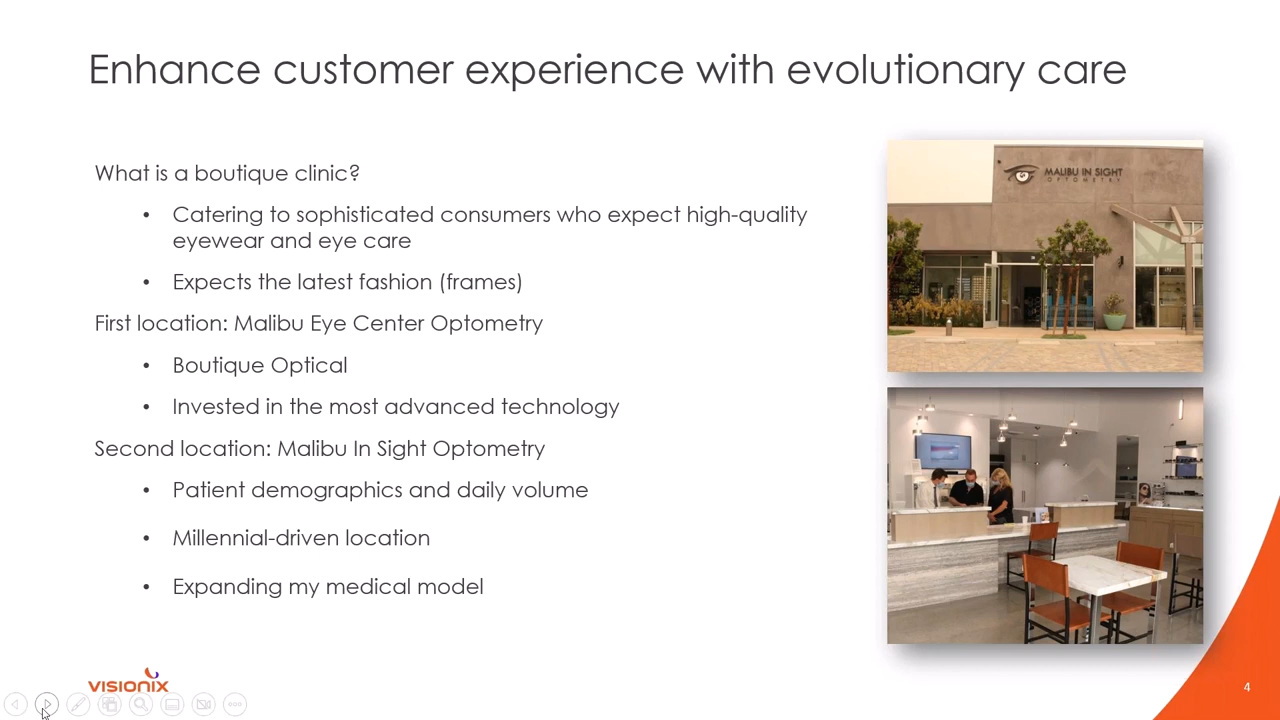 Enhance customer experience with evolutionary care
What is a boutique clinic?
• Catering to sophisticated consumers who expect high-quality
eyewear and eye care
• Expects the latest fashion (frames)
First location: Malibu Eye Center Optometry
• Boutique Optical
• Invested in the most advanced technology
Second location: Malibu In Sight Optometry
• Patient demographics and daily volume
• Millennial-driven location
• Expanding my medical model
MALIBU IN SIGHT
OPTOMETRY
VISIONIX
4